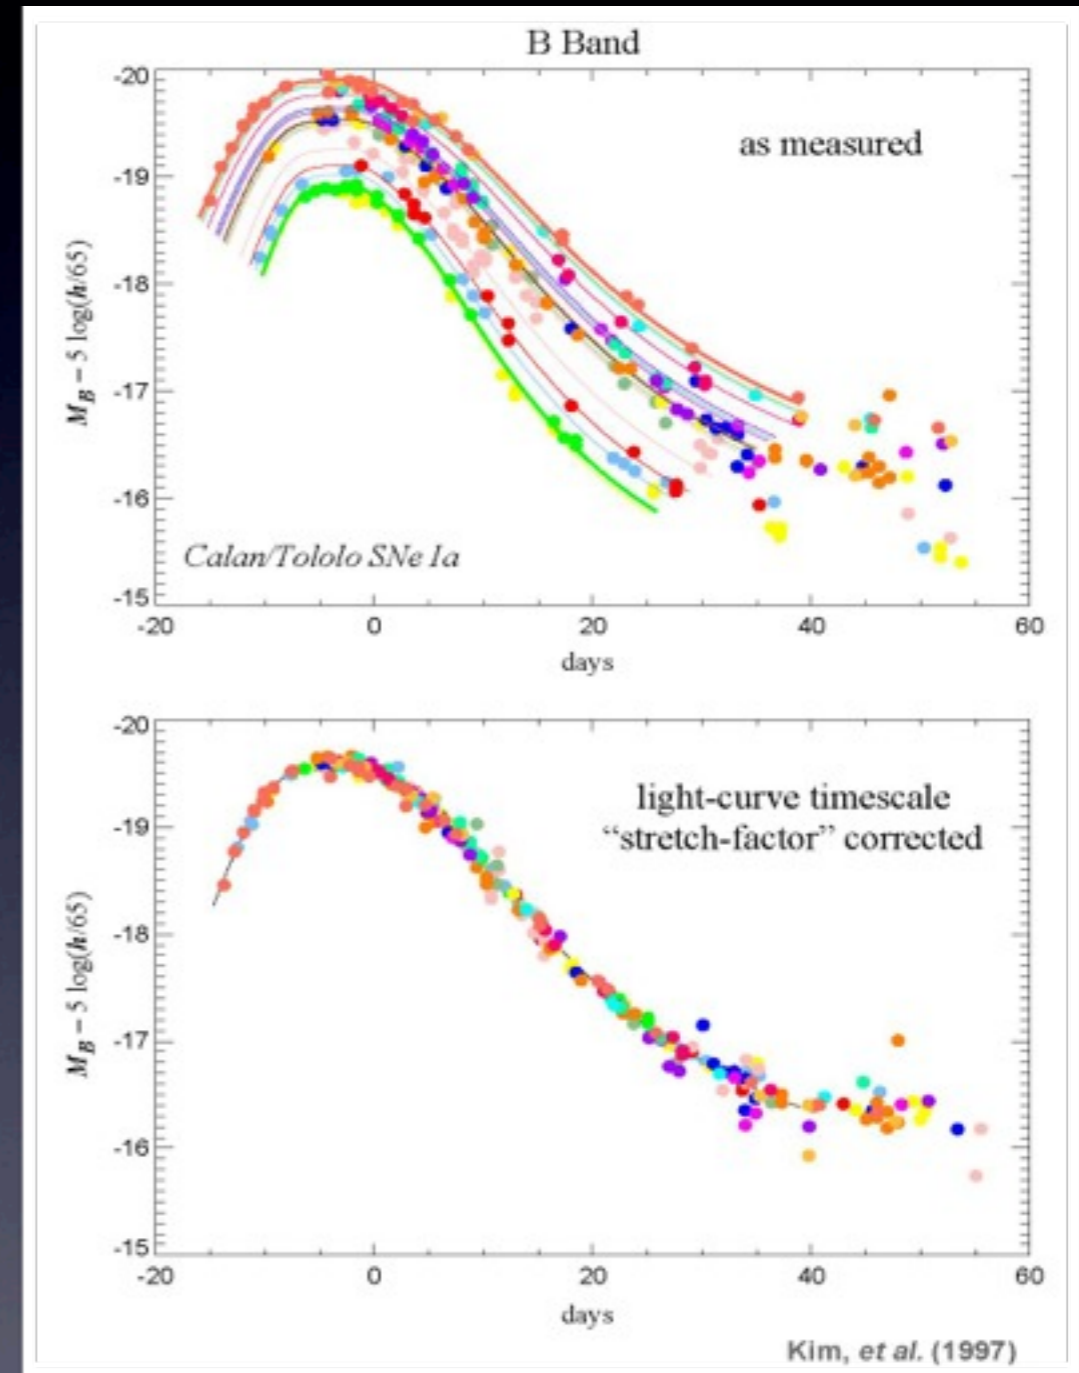 B Band
-20
as measured
-19
-18
-17
-16
-15
M_B – 5 log(h/65)
Calan/Tololo SNe Ia
-20 0 20 40 60
days
-20
light-curve timescale
“stretch-factor” corrected
-19
-18
-17
-16
-15
M_B – 5 log(h/65)
-20 0 20 40 60
days
Kim, et al. (1997)